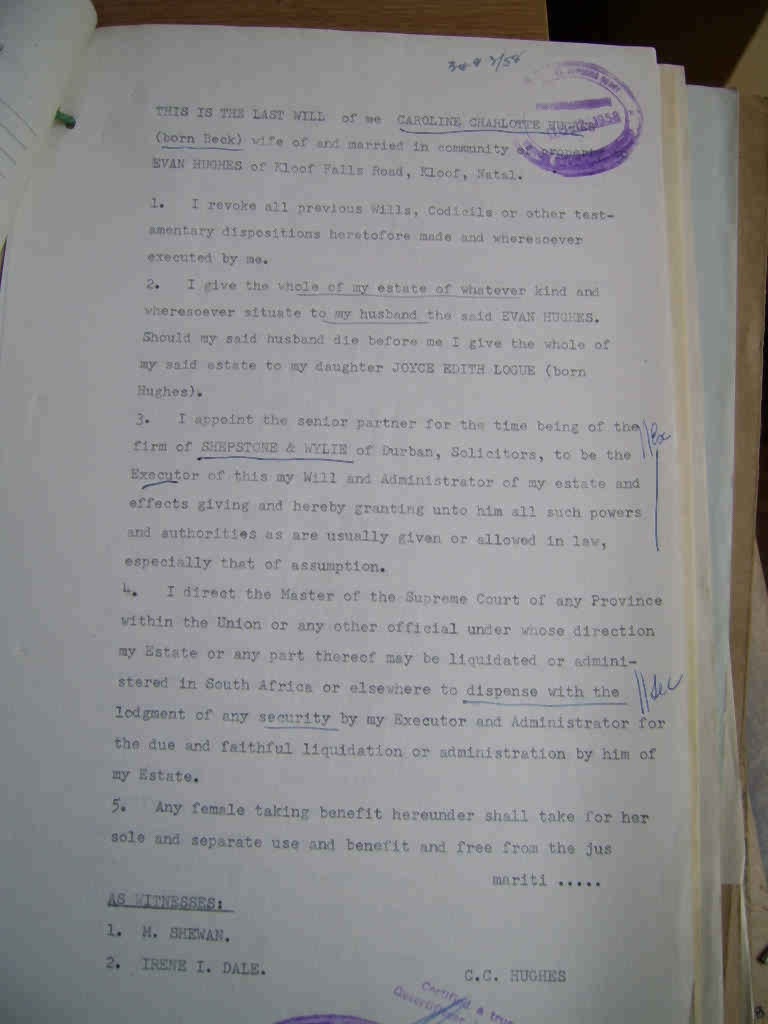 THIS IS THE LAST WILL of me CAROLINE CHARLOTTE HUGHES
(born Beck) wife of and married in community of property to
EVAN HUGHES of Kloof Falls Road, Kloof, Natal.
1. I revoke all previous Wills, Codicils or other test-
amentary dispositions heretofore made and wheresoever
executed by me.
2. I give the whole of my estate of whatever kind and
wheresoever situate to my husband the said EVAN HUGHES.
Should my said husband die before me I give the whole of
my said estate to my daughter JOYCE EDITH LOGUE (born
Hughes).
3. I appoint the senior partner for the time being of the
firm of SHEPSTONE & WYLIE of Durban, Solicitors, to be the
Executor of this my Will and Administrator of my estate and
effects giving and hereby granting unto him all such powers
and authorities as are usually given or allowed in law,
especially that of assumption.
4. I direct the Master of the Supreme Court of any Province
within the Union or any other official under whose direction
my Estate or any part thereof may be liquidated or admini-
stered in South Africa or elsewhere to dispense with the
lodgment of any security by my Executor and Administrator for
the due and faithful liquidation or administration by him of
my Estate.
5. Any female taking benefit hereunder shall take for her
sole and separate use and benefit and free from the jus
mariti .....
AS WITNESSES:
1. M. SHEWAN.
2. IRENE I. DALE.
C.C. HUGHES
Certified a true